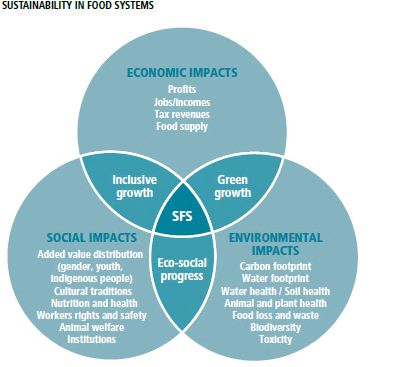 SUSTAINABILITY IN FOOD SYSTEMS
ECONOMIC IMPACTS
Profits
Jobs/Incomes
Tax revenues
Food supply
Inclusive
growth
Green
growth
SFS
Eco-social
progress
SOCIAL IMPACTS
Added value distribution
(gender, youth,
indigenous people)
Cultural traditions
Nutrition and health
Workers rights and safety
Animal welfare
Institutions
ENVIRONMENTAL
IMPACTS
Carbon footprint
Water footprint
Water health / Soil health
Animal and plant health
Food loss and waste
Biodiversity
Toxicity